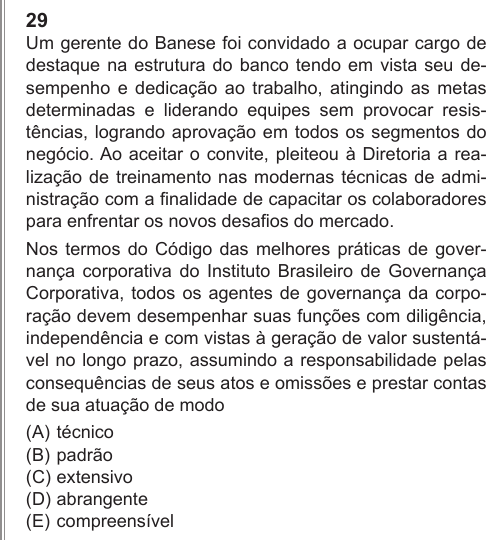 29
Um gerente do Banese foi convidado a ocupar cargo de
destaque na estrutura do banco tendo em vista seu de-
sempenho e dedicação ao trabalho, atingindo as metas
determinadas e liderando equipes sem provocar resis-
tências, logrando aprovação em todos os segmentos do
negócio. Ao aceitar o convite, pleiteou à Diretoria a rea-
lização de treinamento nas modernas técnicas de admi-
nistração com a finalidade de capacitar os colaboradores
para enfrentar os novos desafios do mercado.
Nos termos do Código das melhores práticas de gover-
nança corporativa do Instituto Brasileiro de Governança
Corporativa, todos os agentes de governança da corpo-
ração devem desempenhar suas funções com diligência,
independência e com vistas à geração de valor sustentá-
vel no longo prazo, assumindo a responsabilidade pelas
consequências de seus atos e omissões e prestar contas
de sua atuação de modo
(A) técnico
(B) padrão
(C) extensivo
(D) abrangente
(E) compreensível